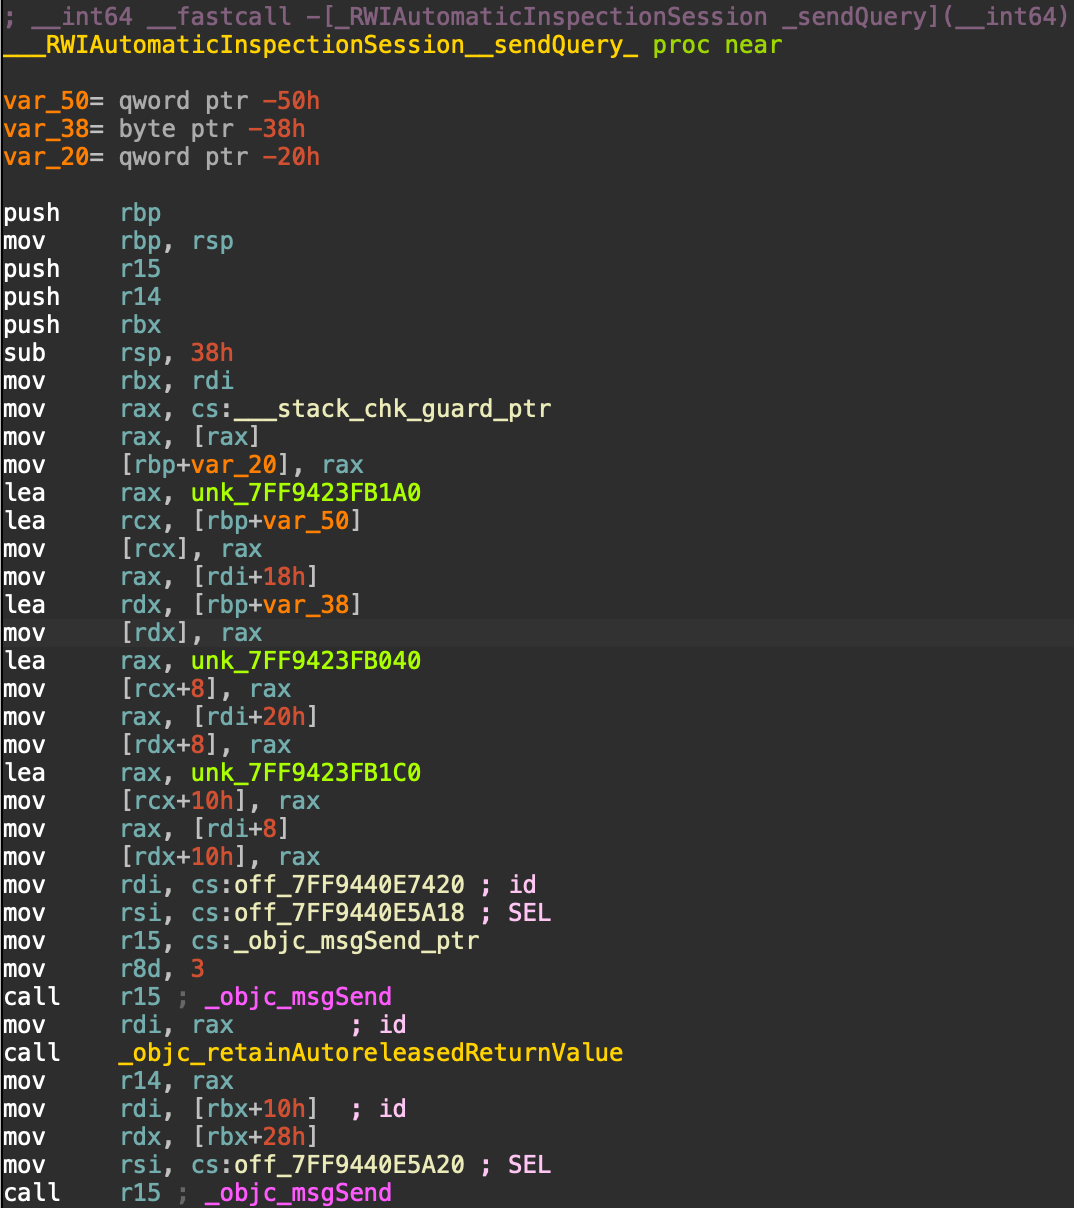 ; __int64 __fastcall -[_RWIAutomaticInspectionSession _sendQuery](__int64)
___RWIAutomaticInspectionSession__sendQuery_ proc near
var_50= qword ptr -50h
var_38= byte ptr -38h
var_20= qword ptr -20h
push rbp
mov rbp, rsp
push r15
push r14
push rbx
sub rsp, 38h
mov rbx, rdi
mov rax, cs:___stack_chk_guard_ptr
mov rax, [rax]
mov [rbp+var_20], rax
lea rax, unk_7FF9423FB1A0
lea rcx, [rbp+var_50]
mov [rcx], rax
mov rax, [rdi+18h]
lea rdx, [rbp+var_38]
mov [rdx], rax
lea rax, unk_7FF9423FB040
mov [rcx+8], rax
mov rax, [rdi+20h]
mov [rdx+8], rax
lea rax, unk_7FF9423FB1C0
mov [rcx+10h], rax
mov rax, [rdi+8]
mov [rdx+10h], rax
mov rdi, cs:off_7FF9440E7420 ; id
mov rsi, cs:off_7FF9440E5A18 ; SEL
mov r15, cs:_objc_msgSend_ptr
mov r8d, 3
call r15 ; _objc_msgSend
mov rdi, rax ; id
call _objc_retainAutoreleasedReturnValue
mov r14, rax
mov rdi, [rbx+10h] ; id
mov rdx, [rbx+28h]
mov rsi, cs:off_7FF9440E5A20 ; SEL
call r15 ; _objc_msgSend